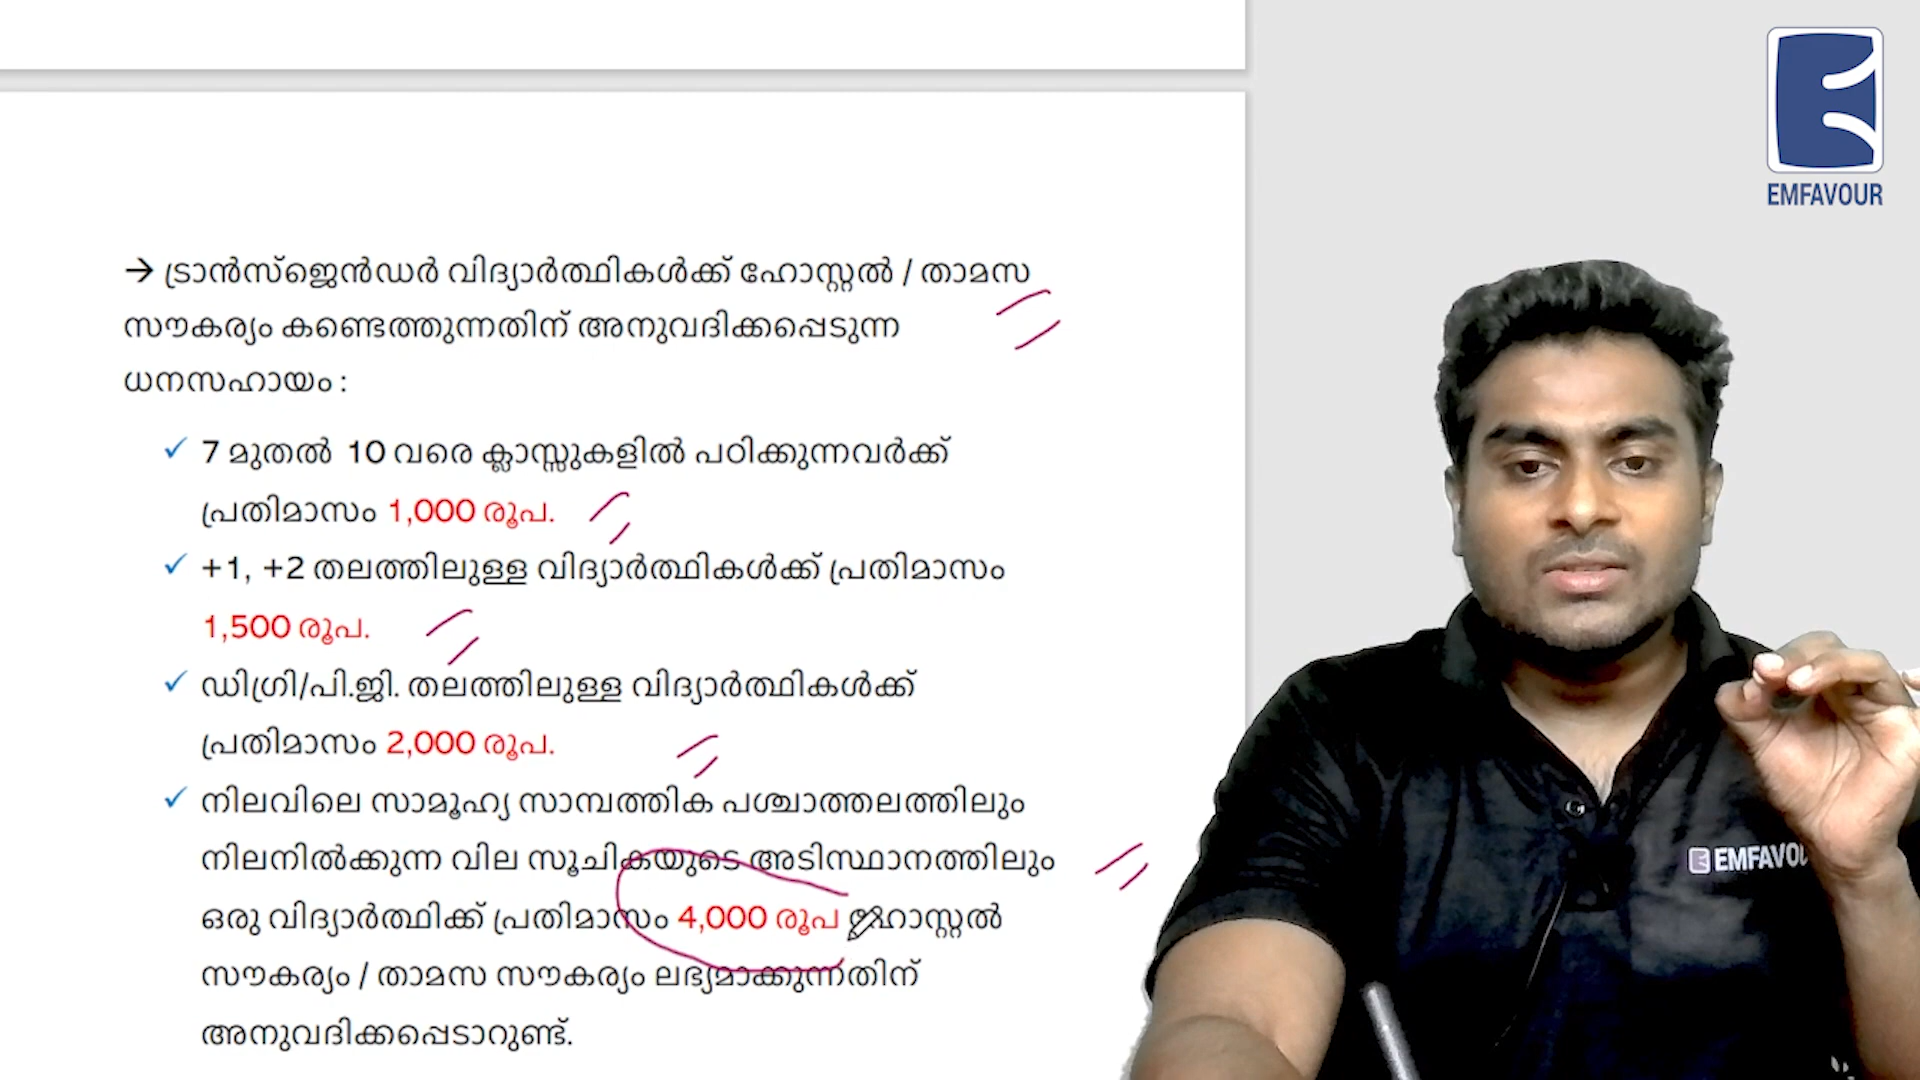 → ട്രാൻസ്ജെൻഡർ വിദ്യാർത്ഥികൾക്ക് ഹോസ്റ്റൽ / താമസ
സൗകര്യം കണ്ടെത്തുന്നതിന് അനുവദിക്കപ്പെടുന്ന
ധനസഹായം :
✓ 7 മുതൽ 10 വരെ ക്ലാസ്സുകളിൽ പഠിക്കുന്നവർക്ക്
പ്രതിമാസം 1,000 രൂപ.
✓ +1, +2 തലത്തിലുള്ള വിദ്യാർത്ഥികൾക്ക് പ്രതിമാസം
1,500 രൂപ.
✓ ഡിഗ്രി/പി.ജി. തലത്തിലുള്ള വിദ്യാർത്ഥികൾക്ക്
പ്രതിമാസം 2,000 രൂപ.
✓ നിലവിലെ സാമൂഹ്യ സാമ്പത്തിക പശ്ചാത്തലത്തിലും
നിലനിൽക്കുന്ന വില സൂചികയുടെ അടിസ്ഥാനത്തിലും
ഒരു വിദ്യാർത്ഥിക്ക് പ്രതിമാസം 4,000 രൂപ ഹോസ്റ്റൽ
സൗകര്യം / താമസ സൗകര്യം ലഭ്യമാക്കുന്നതിന്
അനുവദിക്കപ്പെടാറുണ്ട്.
EMFAVOUR
EMFAVOU